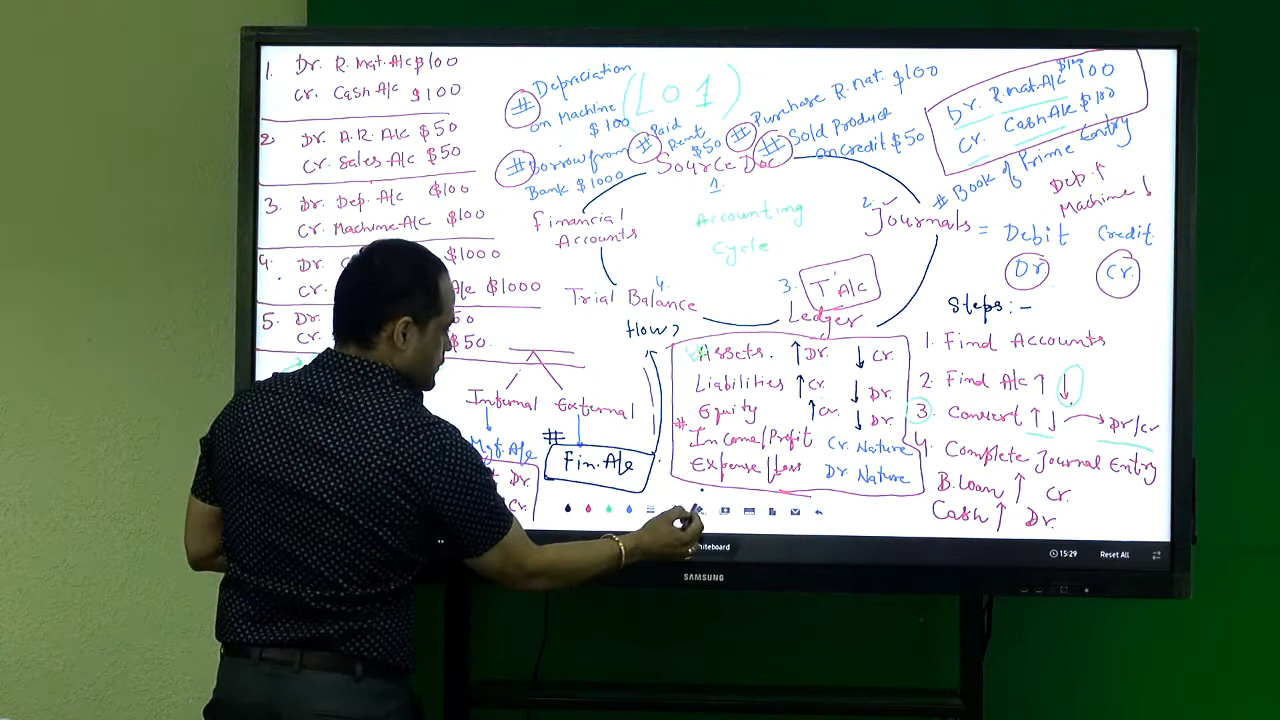 1. Dr. R.mat.A/c $100
Cr. Cash A/c $100
2. Dr. A.R. A/c $50
Cr. Sales A/c $50
3. Dr. Dep. A/c $100
Cr. Machine A/c $100
4. Dr. $1000
Cr. A/c $1000
5. Dr. 50
Cr. $50.
Internal External
Mgt. A/c
# Fin. A/c
Dr.
Cr.
# Depriciation
on Machine
$100
(LO1)
# Borrow from
Bank $1000
# Paid
Rent
$50
# Purchase R.mat. $100
# Sold Product
on credit $50
Source Doc
1.
Accounting
Cycle
Financial
Accounts
2. Journals = Debit Credit.
Dr Cr.
3. T' A/c
Ledger
4.
Trial Balance
How?
Dr. R.mat. A/c 100
$100
Cr. Cash A/c $100
# Book of Prime Entry
Dep. ↑
Machine ↓
Assets. ↑ Dr. ↓ Cr.
Liabilities ↑ Cr. ↓ Dr.
Equity ↑ Cr. ↓ Dr.
# Income/Profit Cr. Nature
Expense/Loss Dr. Nature
Steps:-
1. Find Accounts
2. Find A/c ↑ ↓
3. Convert ↑↓ → Dr/Cr
4. Complete Journal Entry
B.Loan ↑ Cr.
Cash ↑ Dr.
hiteboard
15:29 Reset All
SAMSUNG